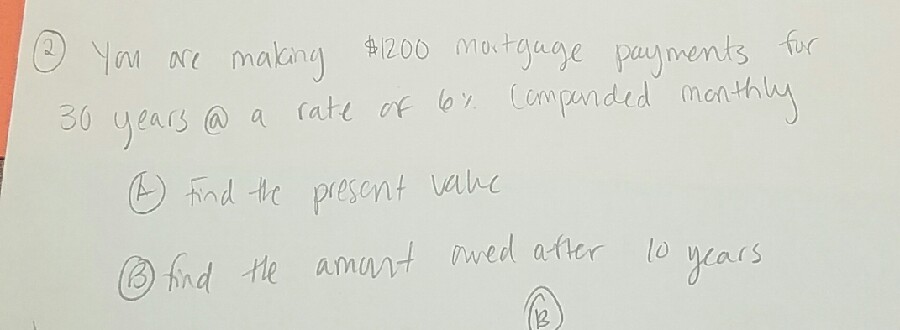 ② You are making $1200 mortgage payments for
30 years @ a rate of 6% Compounded monthly
Ⓐ Find the present value
Ⓑ find the amount owed after 10 years
Ⓑ